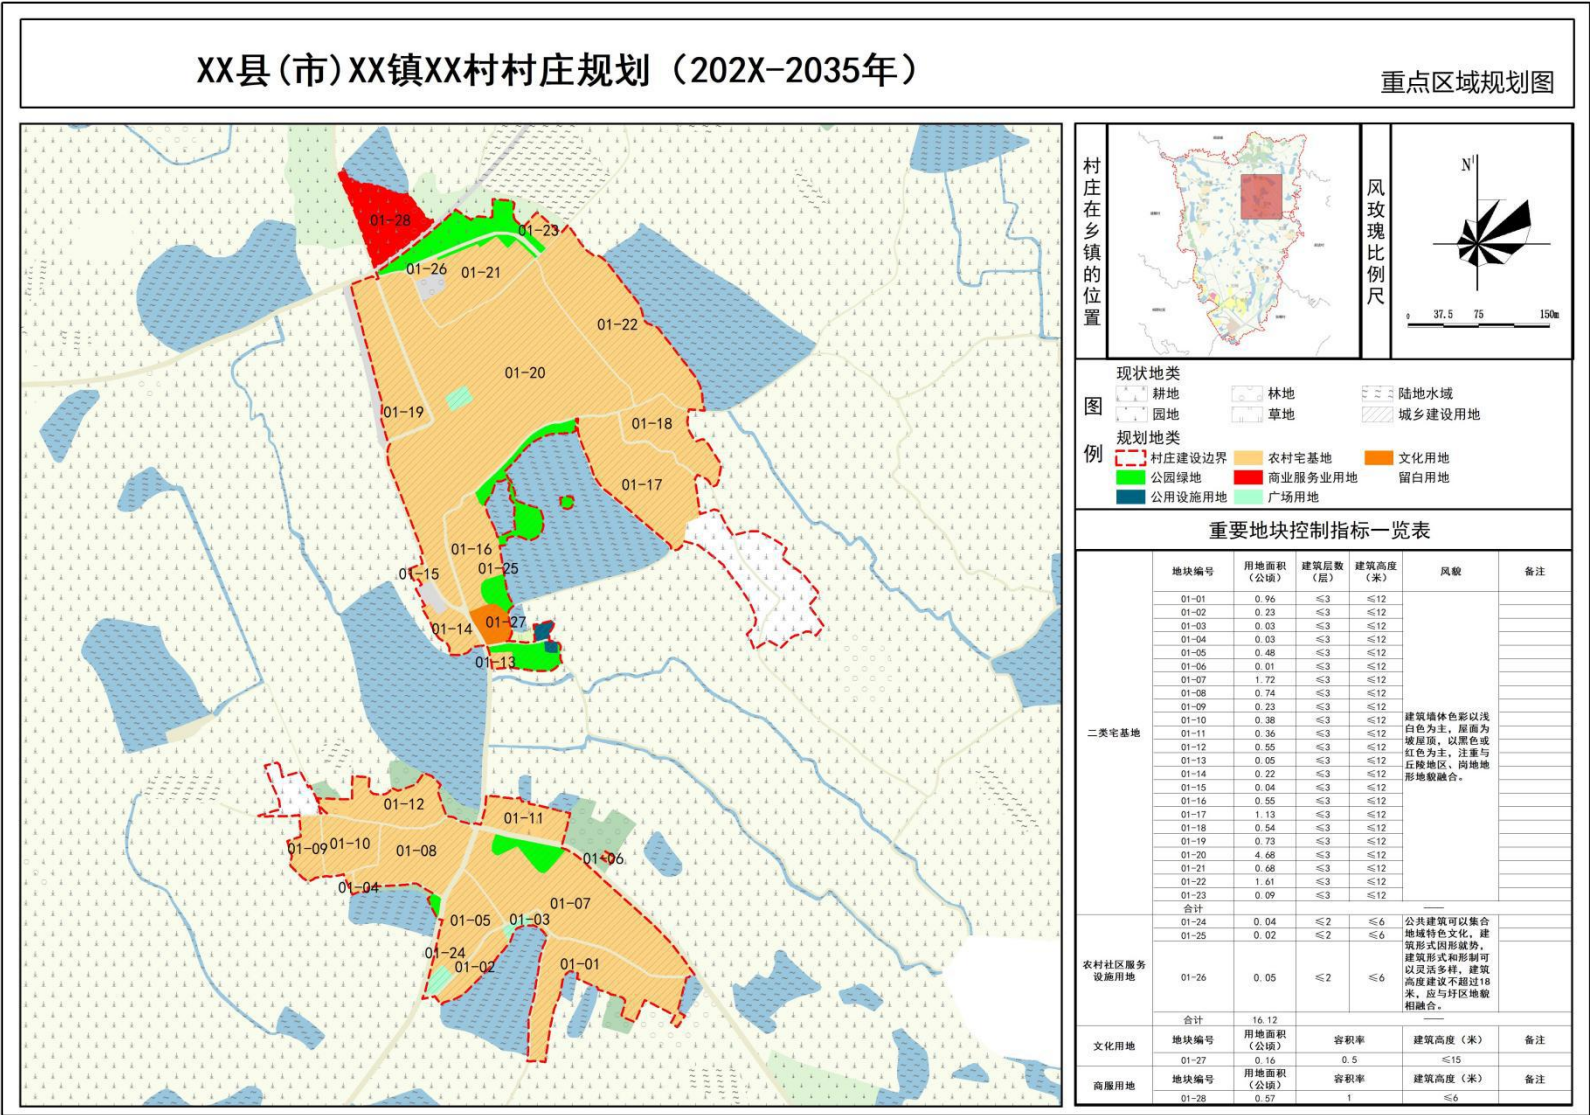 XX县(市)XX镇XX村村庄规划（202X-2035年）
重点区域规划图
01-28
01-23
01-26
01-21
01-22
01-20
01-19
01-18
01-17
01-16
01-25
01-15
01-27
01-14
01-13
01-12
01-11
01-09
01-10
01-08
01-06
01-04
01-07
01-05
01-03
01-24
01-02
01-01
村庄在乡镇的位置
风玫瑰比例尺
N
0 37.5 75 150m
图例
现状地类
耕地 林地 陆地水域
园地 草地 城乡建设用地
规划地类
村庄建设边界 农村宅基地 文化用地
公园绿地 商业服务业用地 留白用地
公用设施用地 广场用地
重要地块控制指标一览表
地块编号 用地面积（公顷） 建筑层数（层） 建筑高度（米） 风貌 备注
二类宅基地
01-01 0.96 ≤3 ≤12
01-02 0.23 ≤3 ≤12
01-03 0.03 ≤3 ≤12
01-04 0.03 ≤3 ≤12
01-05 0.48 ≤3 ≤12
01-06 0.01 ≤3 ≤12
01-07 1.72 ≤3 ≤12
01-08 0.74 ≤3 ≤12
01-09 0.23 ≤3 ≤12
01-10 0.38 ≤3 ≤12
01-11 0.36 ≤3 ≤12
01-12 0.55 ≤3 ≤12
01-13 0.05 ≤3 ≤12
01-14 0.22 ≤3 ≤12
01-15 0.04 ≤3 ≤12
01-16 0.55 ≤3 ≤12
01-17 1.13 ≤3 ≤12
01-18 0.54 ≤3 ≤12
01-19 0.73 ≤3 ≤12
01-20 4.68 ≤3 ≤12
01-21 0.68 ≤3 ≤12
01-22 1.61 ≤3 ≤12
01-23 0.09 ≤3 ≤12
建筑墙体色彩以浅
白色为主，屋面为
坡屋顶，以黑色或
红色为主，注重与
丘陵地区、岗地地
形地貌融合。
合计 ——
农村社区服务
设施用地
01-24 0.04 ≤2 ≤6
01-25 0.02 ≤2 ≤6
01-26 0.05 ≤2 ≤6
公共建筑可以集合
地域特色文化，建
筑形式因形就势，
建筑形式和形制可
以灵活多样，建筑
高度建议不超过18
米，应与圩区地貌
相融合。
合计 16.12 ——
文化用地
地块编号 用地面积（公顷） 容积率 建筑高度（米） 备注
01-27 0.16 0.5 ≤15
商服用地
地块编号 用地面积（公顷） 容积率 建筑高度（米） 备注
01-28 0.57 1 ≤6